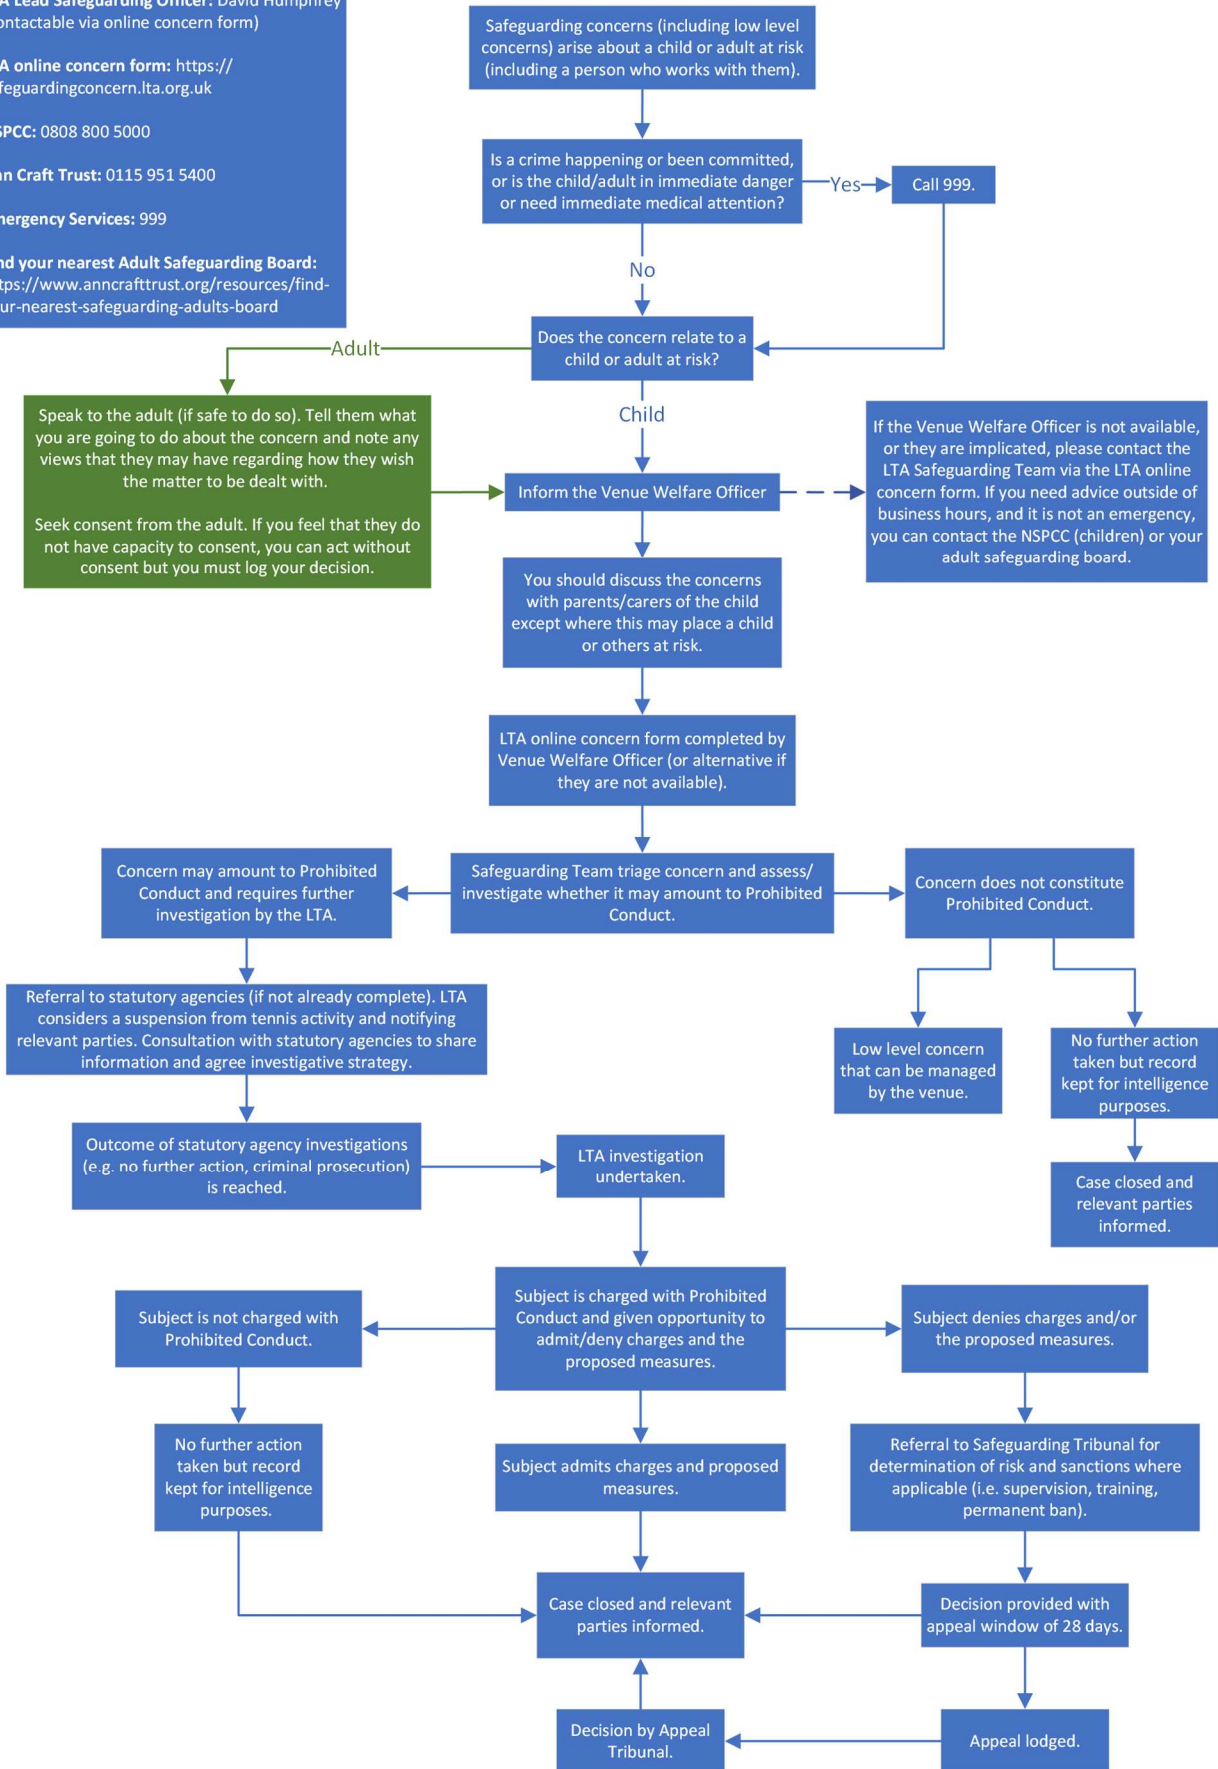 Lead Safeguarding Officer: David Humphrey
ontactable via online concern form)
online concern form: https://
feguardingconcern.lta.org.uk
SPCC: 0808 800 5000
nn Craft Trust: 0115 951 5400
mergency Services: 999
nd your nearest Adult Safeguarding Board:
tps://www.anncrafttrust.org/resources/find-
ur-nearest-safeguarding-adults-board
Safeguarding concerns (including low level
concerns) arise about a child or adult at risk
(including a person who works with them).
Is a crime happening or been committed,
or is the child/adult in immediate danger
or need immediate medical attention?
Yes
Call 999.
No
Does the concern relate to a
child or adult at risk?
Adult
Child
Speak to the adult (if safe to do so). Tell them what
you are going to do about the concern and note any
views that they may have regarding how they wish
the matter to be dealt with.
Seek consent from the adult. If you feel that they do
not have capacity to consent, you can act without
consent but you must log your decision.
Inform the Venue Welfare Officer
If the Venue Welfare Officer is not available,
or they are implicated, please contact the
LTA Safeguarding Team via the LTA online
concern form. If you need advice outside of
business hours, and it is not an emergency,
you can contact the NSPCC (children) or your
adult safeguarding board.
You should discuss the concerns
with parents/carers of the child
except where this may place a child
or others at risk.
LTA online concern form completed by
Venue Welfare Officer (or alternative if
they are not available).
Concern may amount to Prohibited
Conduct and requires further
investigation by the LTA.
Safeguarding Team triage concern and assess/
investigate whether it may amount to Prohibited
Conduct.
Concern does not constitute
Prohibited Conduct.
Referral to statutory agencies (if not already complete). LTA
considers a suspension from tennis activity and notifying
relevant parties. Consultation with statutory agencies to share
information and agree investigative strategy.
Low level concern
that can be managed
by the venue.
No further action
taken but record
kept for intelligence
purposes.
Outcome of statutory agency investigations
(e.g. no further action, criminal prosecution)
is reached.
LTA investigation
undertaken.
Case closed and
relevant parties
informed.
Subject is not charged with
Prohibited Conduct.
Subject is charged with Prohibited
Conduct and given opportunity to
admit/deny charges and the
proposed measures.
Subject denies charges and/or
the proposed measures.
No further action
taken but record
kept for intelligence
purposes.
Subject admits charges and proposed
measures.
Referral to Safeguarding Tribunal for
determination of risk and sanctions where
applicable (i.e. supervision, training,
permanent ban).
Case closed and relevant
parties informed.
Decision provided with
appeal window of 28 days.
Decision by Appeal
Tribunal.
Appeal lodged.